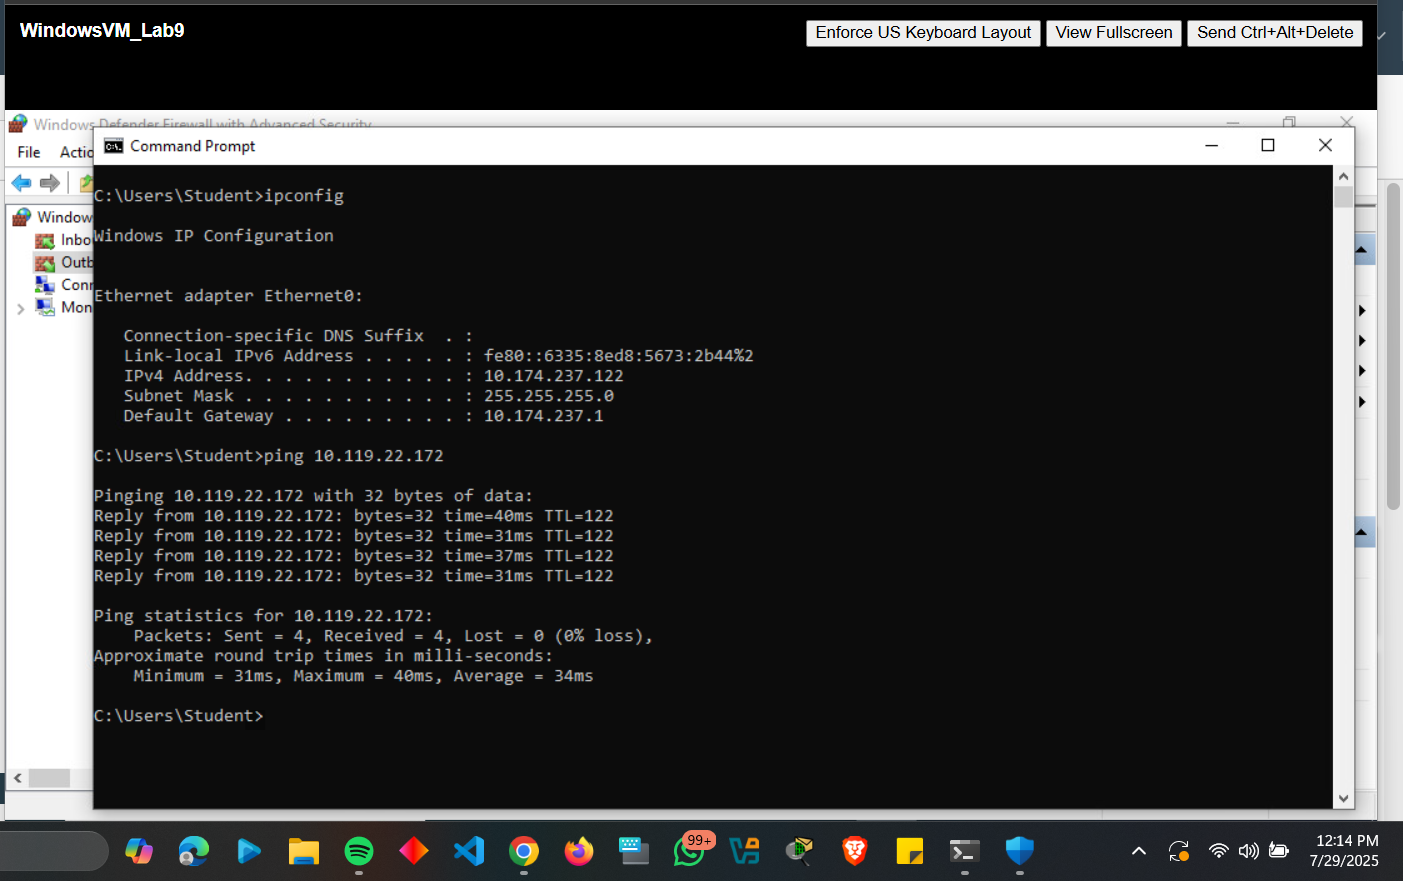 WindowsVM_Lab9
Enforce US Keyboard Layout
View Fullscreen
Send Ctrl+Alt+Delete
Windows Defender Firewall with Advanced Security
File
Actio
Command Prompt
Window
Inbo
Outb
Conn
Mon
C:\Users\Student>ipconfig
Windows IP Configuration
Ethernet adapter Ethernet0:
Connection-specific DNS Suffix . :
Link-local IPv6 Address . . . . . : fe80::6335:8ed8:5673:2b44%2
IPv4 Address. . . . . . . . . . . : 10.174.237.122
Subnet Mask . . . . . . . . . . . : 255.255.255.0
Default Gateway . . . . . . . . . : 10.174.237.1
C:\Users\Student>ping 10.119.22.172
Pinging 10.119.22.172 with 32 bytes of data:
Reply from 10.119.22.172: bytes=32 time=40ms TTL=122
Reply from 10.119.22.172: bytes=32 time=31ms TTL=122
Reply from 10.119.22.172: bytes=32 time=37ms TTL=122
Reply from 10.119.22.172: bytes=32 time=31ms TTL=122
Ping statistics for 10.119.22.172:
Packets: Sent = 4, Received = 4, Lost = 0 (0% loss),
Approximate round trip times in milli-seconds:
Minimum = 31ms, Maximum = 40ms, Average = 34ms
C:\Users\Student>
99+
12:14 PM
7/29/2025